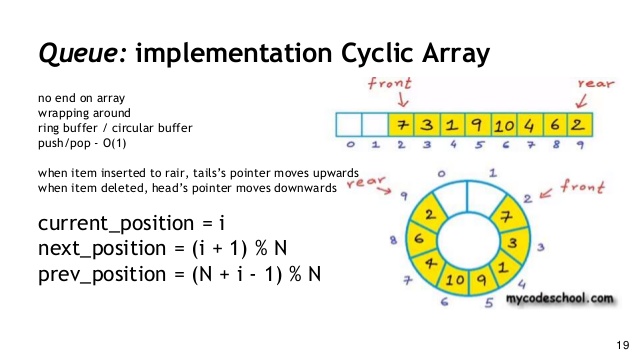 Queue: implementation Cyclic Array
no end on array
wrapping around
ring buffer / circular buffer
push/pop - O(1)
when item inserted to rair, tails's pointer moves upwards
when item deleted, head's pointer moves downwards
current_position = i
next_position = (i + 1) % N
prev_position = (N + i - 1) % N
front rear
7 3 1 9 10 4 6 2
0 1 2 3 4 5 6 7 8 9
rear front
0 1 2 3 4 5 6 7 8 9
7 3 1 9 10 4 6 2
mycodeschool.com
19